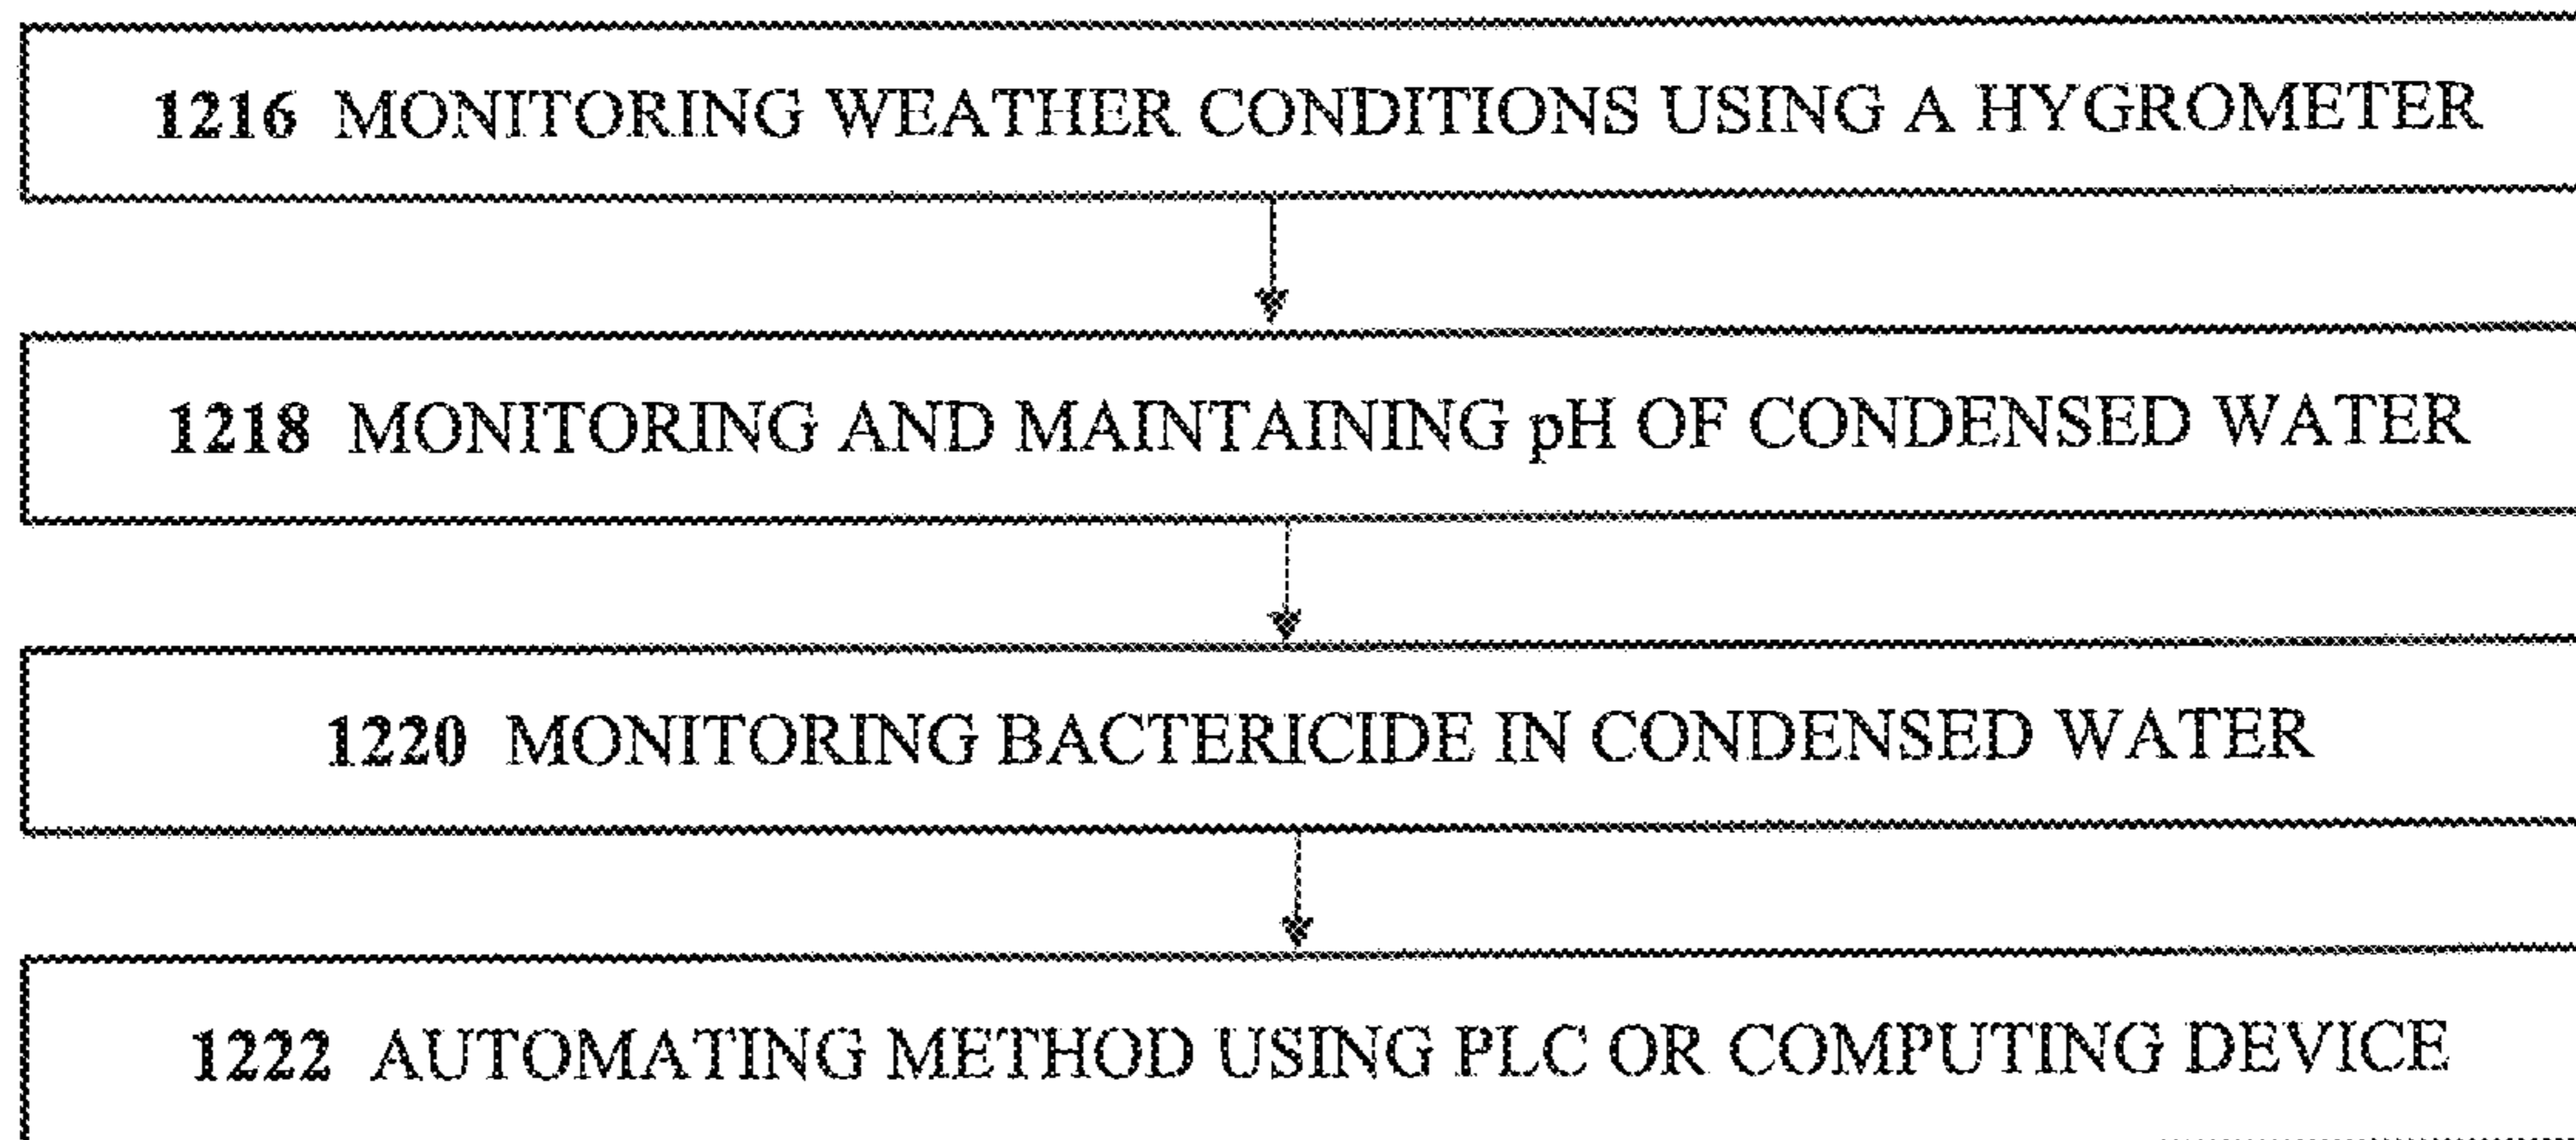 1216 MONITORING WEATHER CONDITIONS USING A HYGROMETER
1218 MONITORING AND MAINTAINING pH OF CONDENSED WATER
1220 MONITORING BACTERICIDE IN CONDENSED WATER
1222 AUTOMATING METHOD USING PLC OR COMPUTING DEVICE